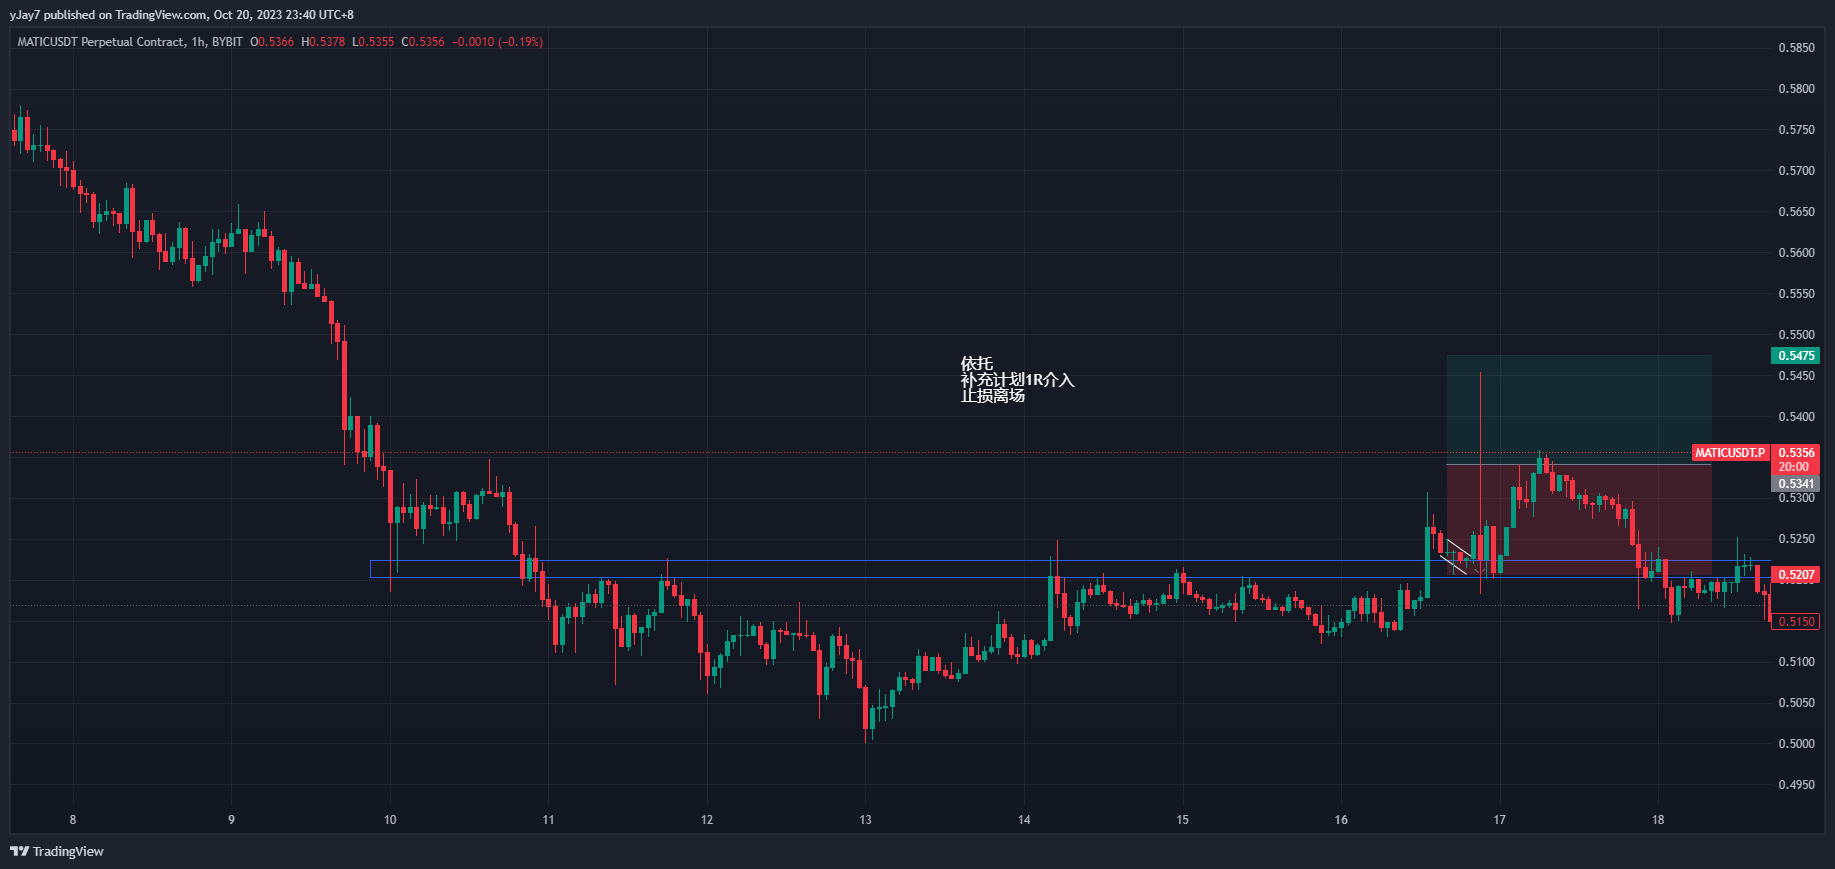 yJay7 published on TradingView.com, Oct 20, 2023 23:40 UTC+8
MATICUSDT Perpetual Contract, 1h, BYBIT O0.5366 H0.5378 L0.5355 C0.5356 −0.0010 (−0.19%)
0.5850
0.5800
0.5750
0.5700
0.5650
0.5600
0.5550
0.5500
0.5475
0.5450
0.5400
依托
补充计划1R介入
止损离场
MATICUSDT.P 0.5356
20:00
0.5341
0.5300
0.5250
0.5207
0.5150
0.5100
0.5050
0.5000
0.4950
8 9 10 11 12 13 14 15 16 17 18
TradingView